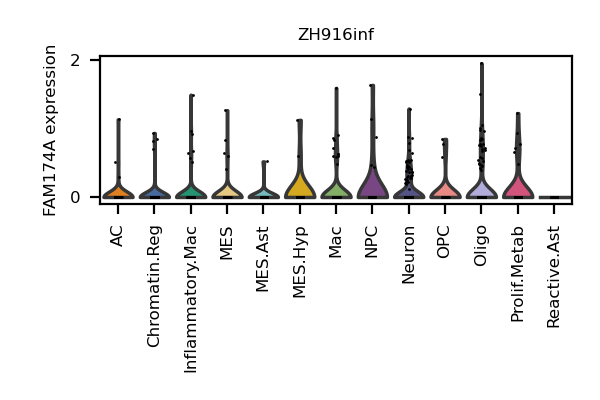 ZH916inf
FAM174A expression
2
0
AC
Chromatin.Reg
Inflammatory.Mac
MES
MES.Ast
MES.Hyp
Mac
NPC
Neuron
OPC
Oligo
Prolif.Metab
Reactive.Ast